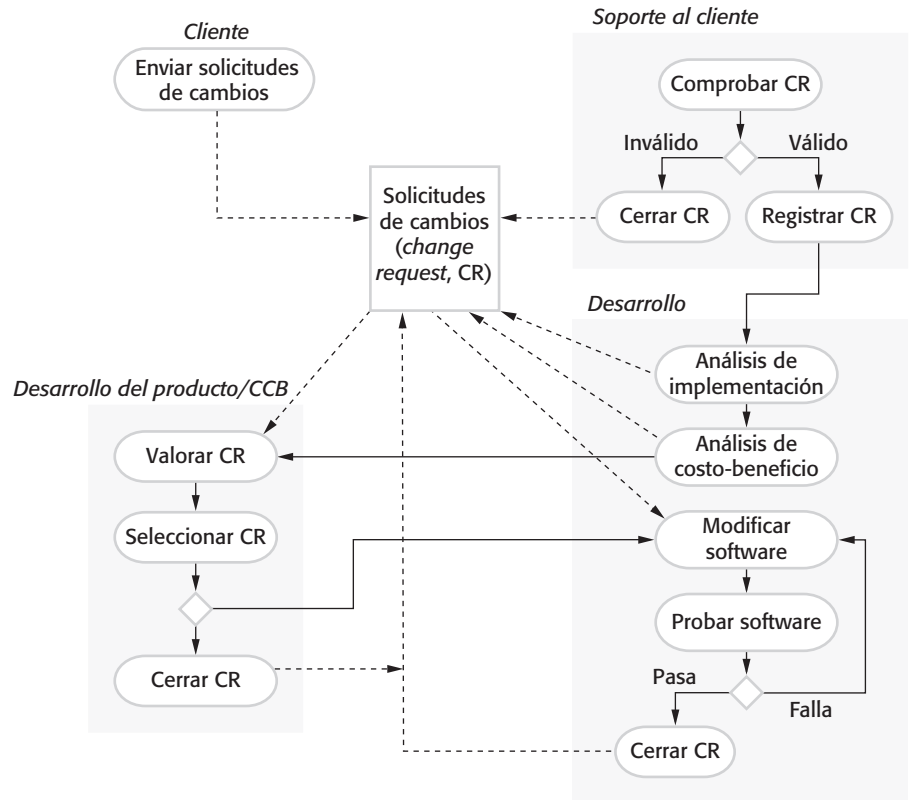 Cliente
Enviar solicitudes
de cambios
Soporte al cliente
Comprobar CR
Inválido
Válido
Cerrar CR
Registrar CR
Solicitudes
de cambios
(change
request, CR)
Desarrollo
Análisis de
implementación
Análisis de
costo-beneficio
Desarrollo del producto/CCB
Valorar CR
Seleccionar CR
Cerrar CR
Modificar
software
Probar software
Pasa
Falla
Cerrar CR